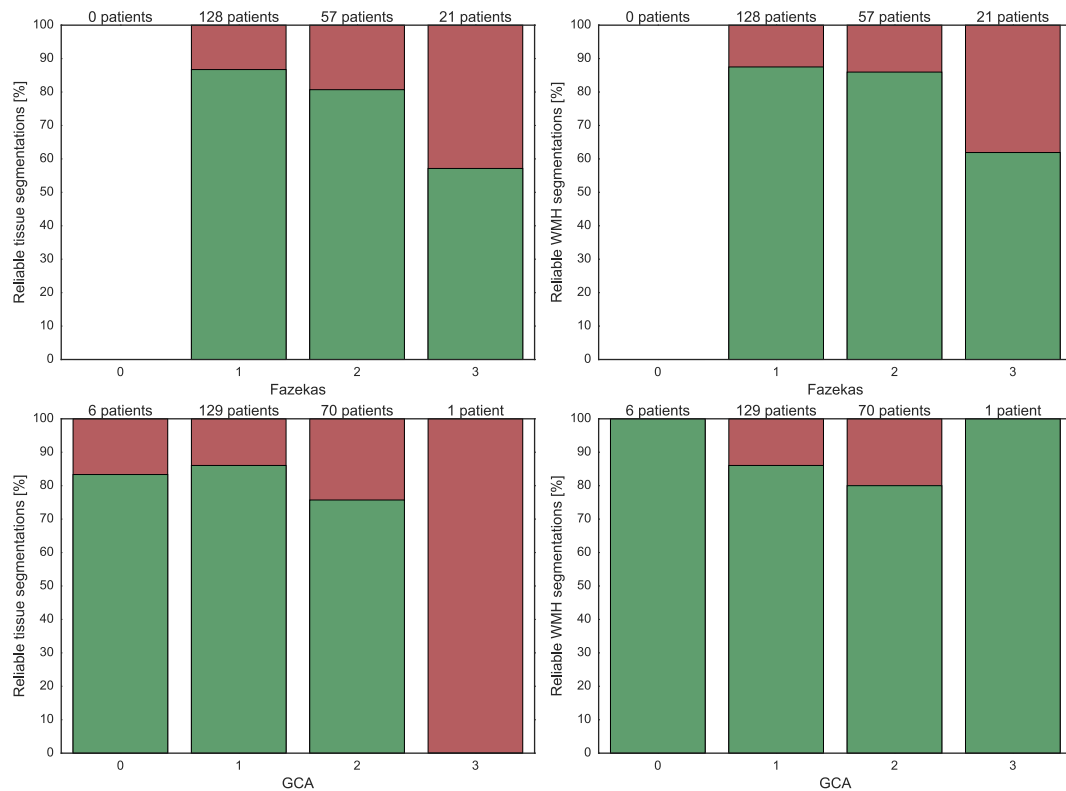 0 patients 128 patients 57 patients 21 patients
100
90
80
70
60
50
40
30
20
10
0
Reliable tissue segmentations [%]
0 1 2 3
Fazekas
0 patients 128 patients 57 patients 21 patients
100
90
80
70
60
50
40
30
20
10
0
Reliable WMH segmentations [%]
0 1 2 3
Fazekas
6 patients 129 patients 70 patients 1 patient
100
90
80
70
60
50
40
30
20
10
0
Reliable tissue segmentations [%]
0 1 2 3
GCA
6 patients 129 patients 70 patients 1 patient
100
90
80
70
60
50
40
30
20
10
0
Reliable WMH segmentations [%]
0 1 2 3
GCA